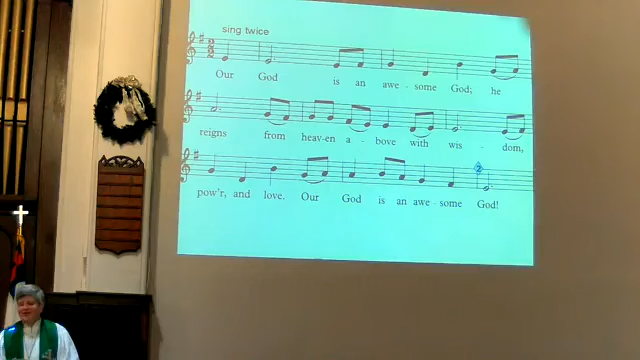 sing twice
Our God is an awe - some God; he
reigns from heav-en a - bove with wis - dom,
pow'r, and love. Our God is an awe - some God!